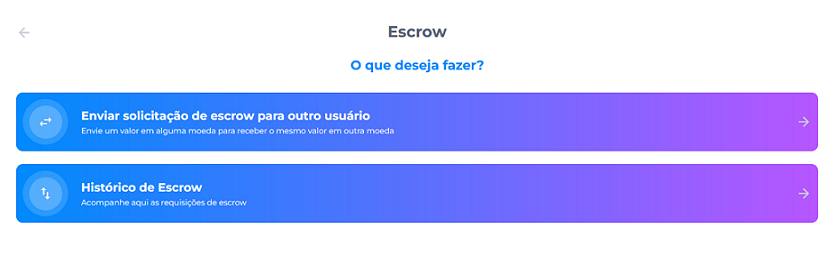 Escrow
O que deseja fazer?
Enviar solicitação de escrow para outro usuário
Envie um valor em alguma moeda para receber o mesmo valor em outra moeda
Histórico de Escrow
Acompanhe aqui as requisições de escrow